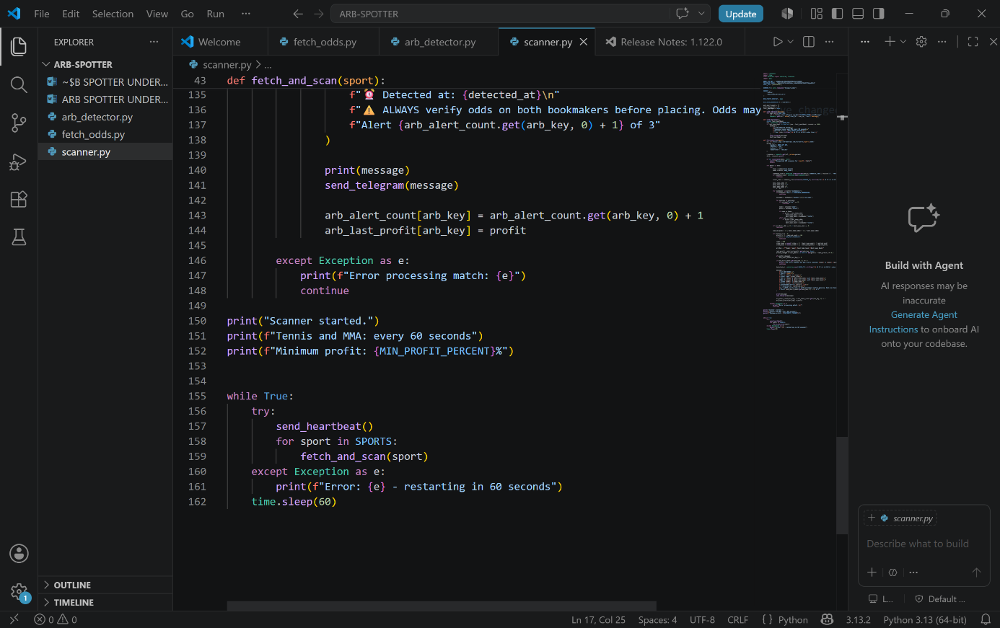 File Edit Selection View Go Run ···
ARB-SPOTTER
Update
EXPLORER
ARB-SPOTTER
~$B SPOTTER UNDER...
ARB SPOTTER UNDER...
arb_detector.py
fetch_odds.py
scanner.py
OUTLINE
TIMELINE
Welcome
fetch_odds.py
arb_detector.py
scanner.py
Release Notes: 1.122.0
scanner.py > ...
43 def fetch_and_scan(sport):
135 f"⏰ Detected at: {detected_at}\n"
136 f"⚠️ ALWAYS verify odds on both bookmakers before placing. Odds may have changed
137 f"Alert {arb_alert_count.get(arb_key, 0) + 1} of 3"
138 )
139
140 print(message)
141 send_telegram(message)
142
143 arb_alert_count[arb_key] = arb_alert_count.get(arb_key, 0) + 1
144 arb_last_profit[arb_key] = profit
145
146 except Exception as e:
147 print(f"Error processing match: {e}")
148 continue
149
150 print("Scanner started.")
151 print(f"Tennis and MMA: every 60 seconds")
152 print(f"Minimum profit: {MIN_PROFIT_PERCENT}%")
153
154
155 while True:
156 try:
157 send_heartbeat()
158 for sport in SPORTS:
159 fetch_and_scan(sport)
160 except Exception as e:
161 print(f"Error: {e} - restarting in 60 seconds")
162 time.sleep(60)
Build with Agent
AI responses may be
inaccurate
Generate Agent
Instructions to onboard AI
onto your codebase.
scanner.py
Describe what to build
L...
Default ...
1
0 0
Ln 17, Col 25 Spaces: 4 UTF-8 CRLF { } Python 3.13.2 Python 3.13 (64-bit)